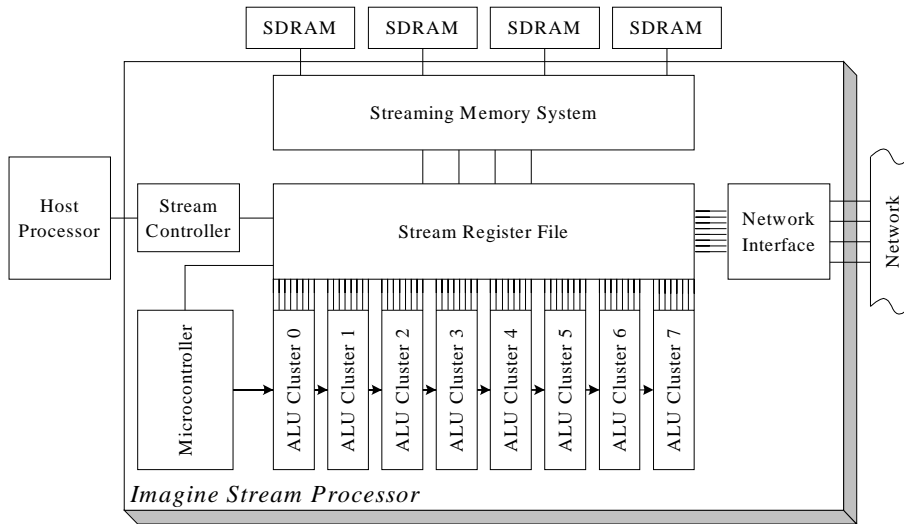 SDRAM
SDRAM
SDRAM
SDRAM
Streaming Memory System
Host
Processor
Stream
Controller
Stream Register File
Network
Interface
Network
Microcontroller
ALU Cluster 0
ALU Cluster 1
ALU Cluster 2
ALU Cluster 3
ALU Cluster 4
ALU Cluster 5
ALU Cluster 6
ALU Cluster 7
Imagine Stream Processor